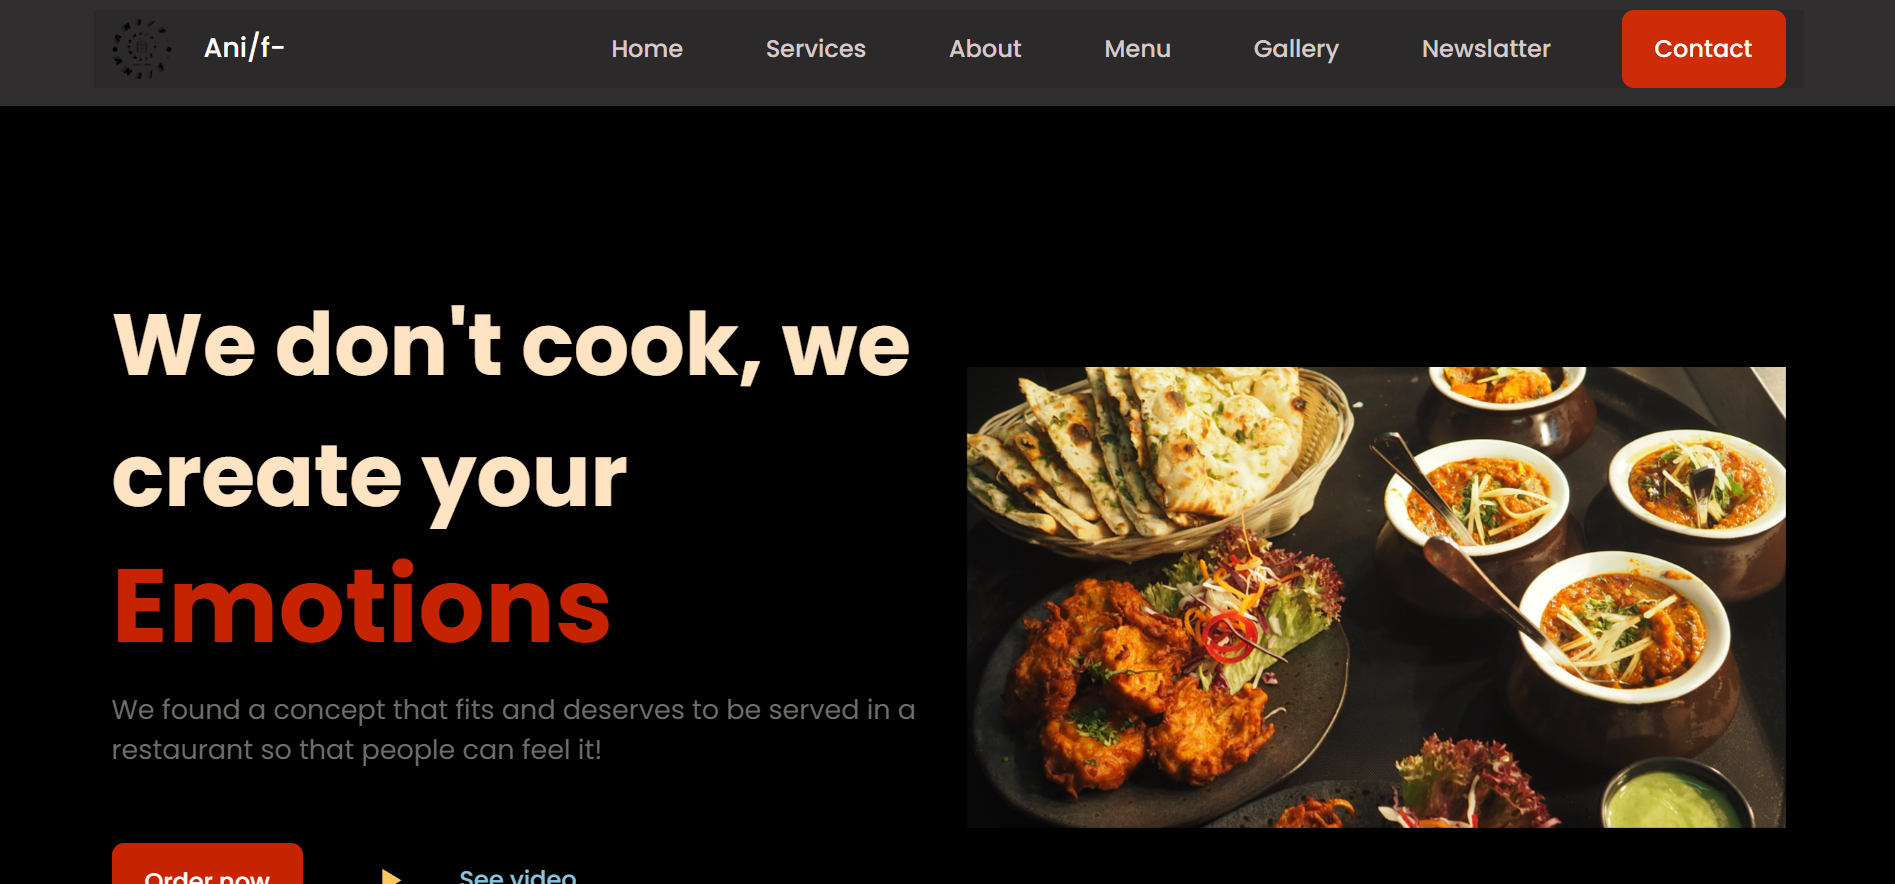 Ani/f-
Home
Services
About
Menu
Gallery
Newslatter
Contact
We don't cook, we
create your
Emotions
We found a concept that fits and deserves to be served in a
restaurant so that people can feel it!
Order now
See video